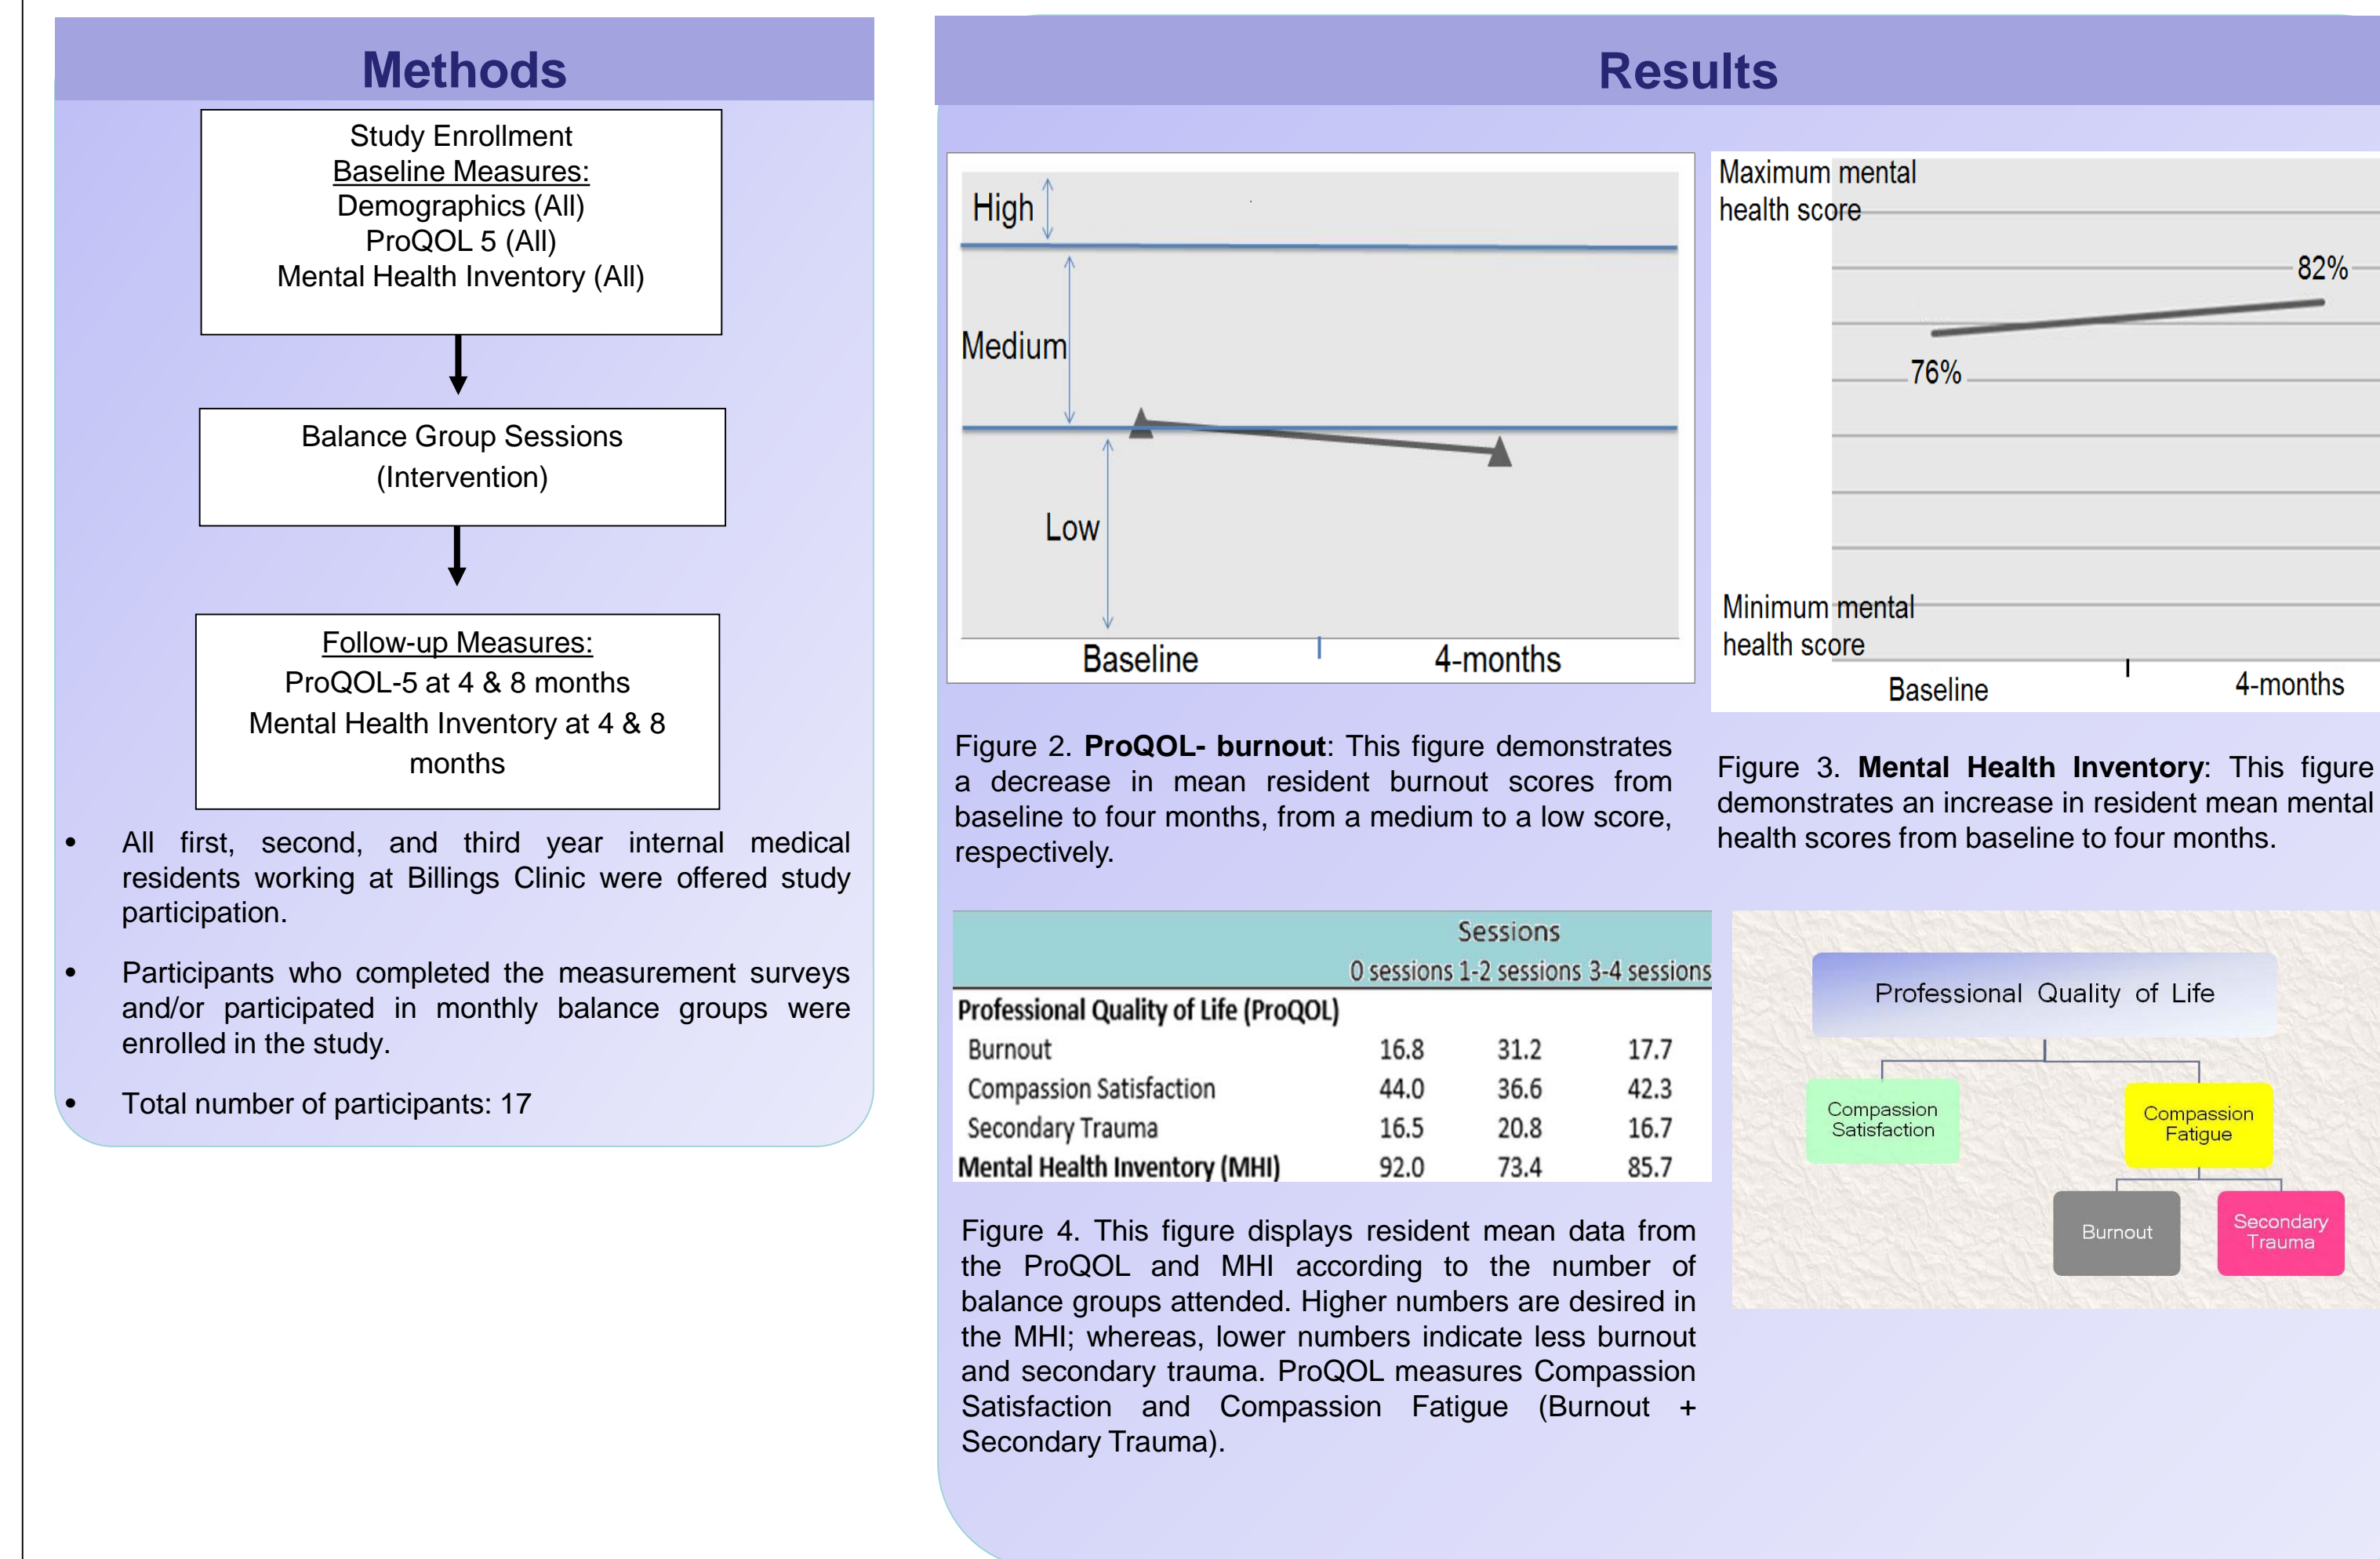 Methods
Study Enrollment
Baseline Measures:
Demographics (All)
ProQOL 5 (All)
Mental Health Inventory (All)
Balance Group Sessions
(Intervention)
Follow-up Measures:
ProQOL-5 at 4 & 8 months
Mental Health Inventory at 4 & 8
months
• All first, second, and third year internal medical
residents working at Billings Clinic were offered study
participation.
• Participants who completed the measurement surveys
and/or participated in monthly balance groups were
enrolled in the study.
• Total number of participants: 17
Results
High
Medium
Low
Baseline 4-months
Figure 2. ProQOL- burnout: This figure demonstrates
a decrease in mean resident burnout scores from
baseline to four months, from a medium to a low score,
respectively.
Maximum mental
health score
82%
76%
Minimum mental
health score
Baseline 4-months
Figure 3. Mental Health Inventory: This figure
demonstrates an increase in resident mean mental
health scores from baseline to four months.
Sessions
0 sessions 1-2 sessions 3-4 sessions
Professional Quality of Life (ProQOL)
Burnout 16.8 31.2 17.7
Compassion Satisfaction 44.0 36.6 42.3
Secondary Trauma 16.5 20.8 16.7
Mental Health Inventory (MHI) 92.0 73.4 85.7
Figure 4. This figure displays resident mean data from
the ProQOL and MHI according to the number of
balance groups attended. Higher numbers are desired in
the MHI; whereas, lower numbers indicate less burnout
and secondary trauma. ProQOL measures Compassion
Satisfaction and Compassion Fatigue (Burnout +
Secondary Trauma).
Professional Quality of Life
Compassion
Satisfaction
Compassion
Fatigue
Burnout
Secondary
Trauma